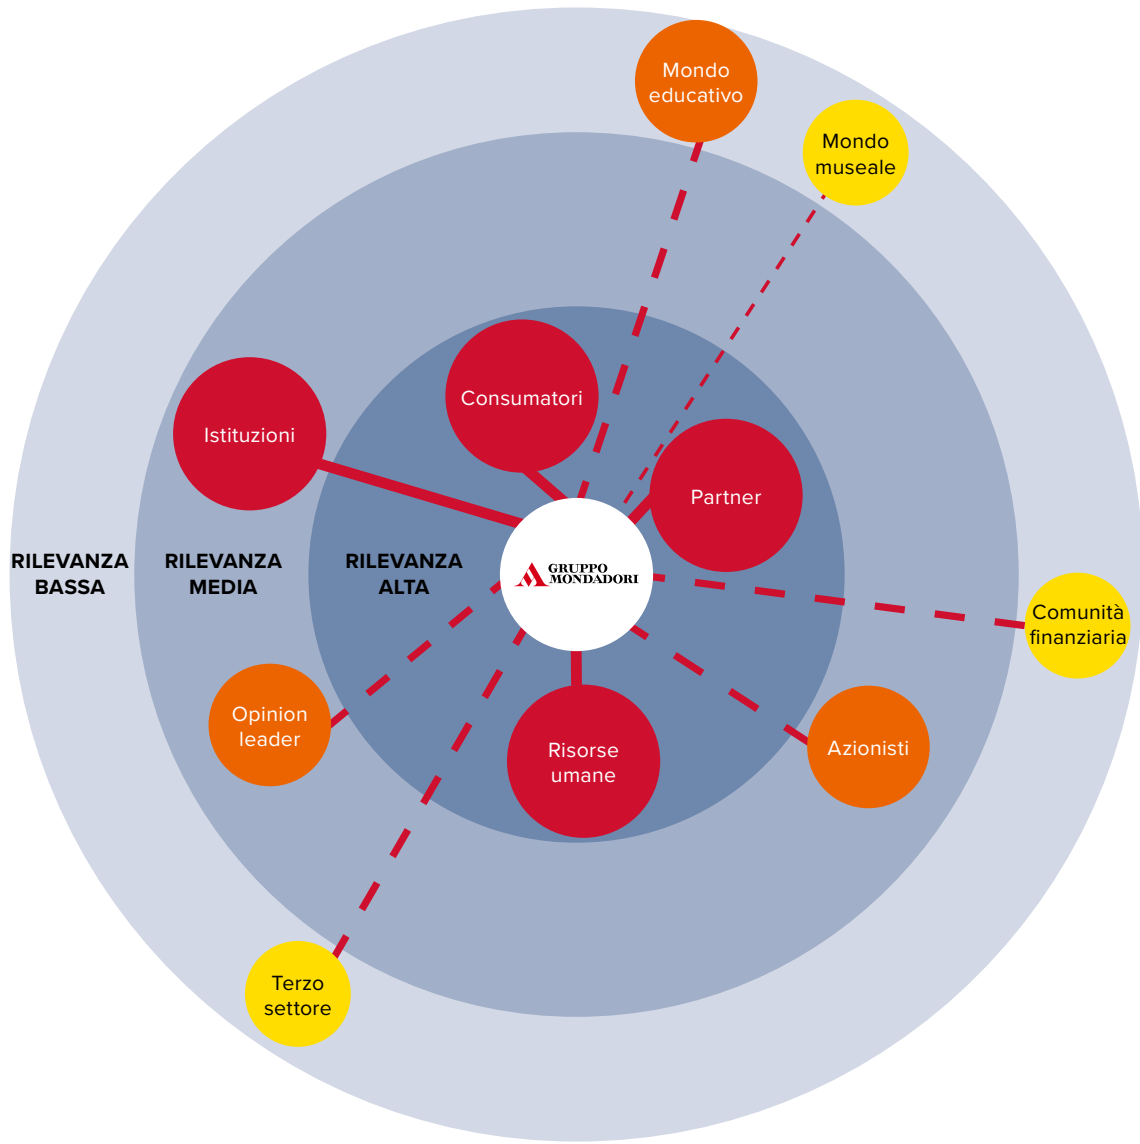 Mondo
educativo
Mondo
museale
Consumatori
Istituzioni
Partner
RILEVANZA
BASSA
RILEVANZA
MEDIA
RILEVANZA
ALTA
GRUPPO
MONDADORI
Comunità
finanziaria
Opinion
leader
Risorse
umane
Azionisti
Terzo
settore